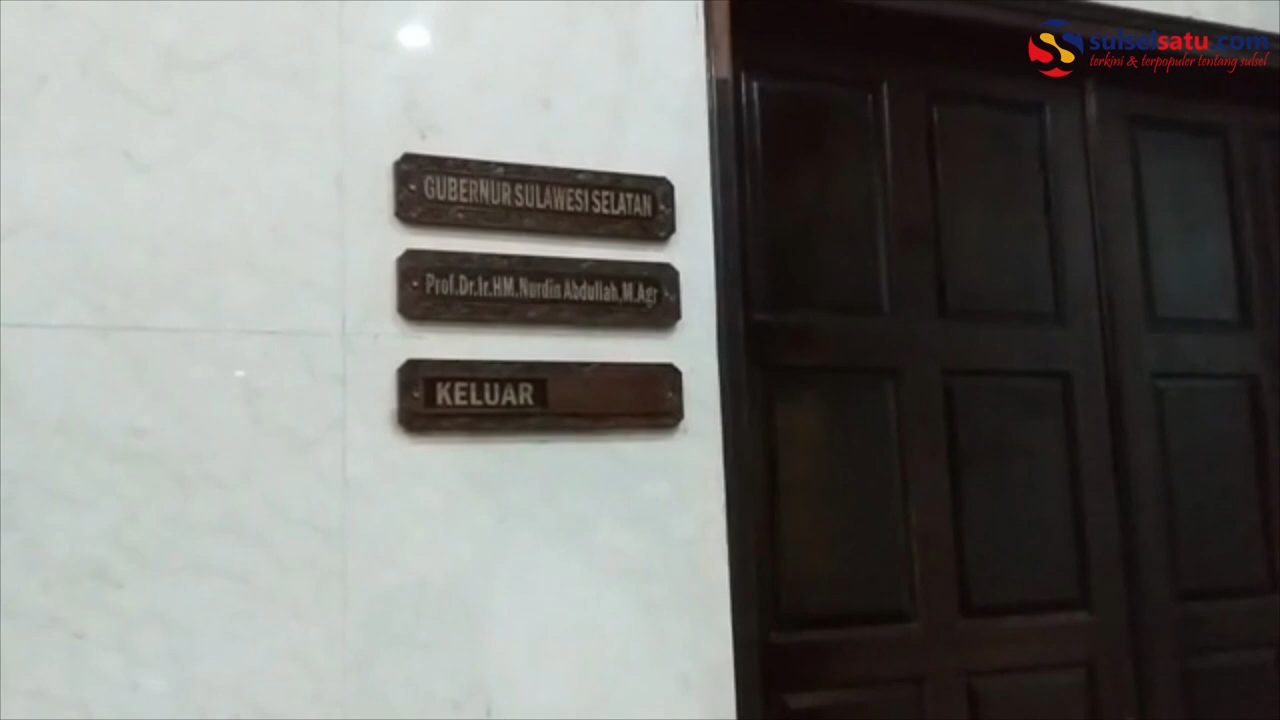 sulselsatu.com
terkini & terpopuler tentang sulsel
GUBERNUR SULAWESI SELATAN
Prof.Dr.Ir.HM.Nurdin Abdullah,M.Agr
KELUAR